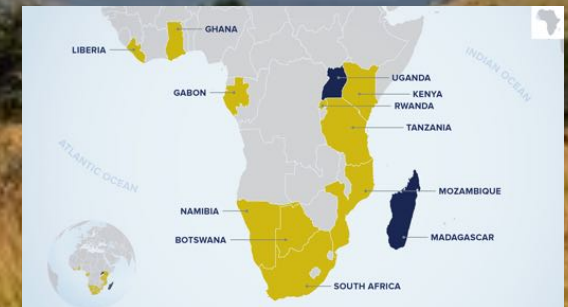 GHANA
LIBERIA
INDIAN OCEAN
UGANDA
GABON
KENYA
RWANDA
TANZANIA
ATLANTIC OCEAN
MOZAMBIQUE
NAMIBIA
BOTSWANA
MADAGASCAR
SOUTH AFRICA